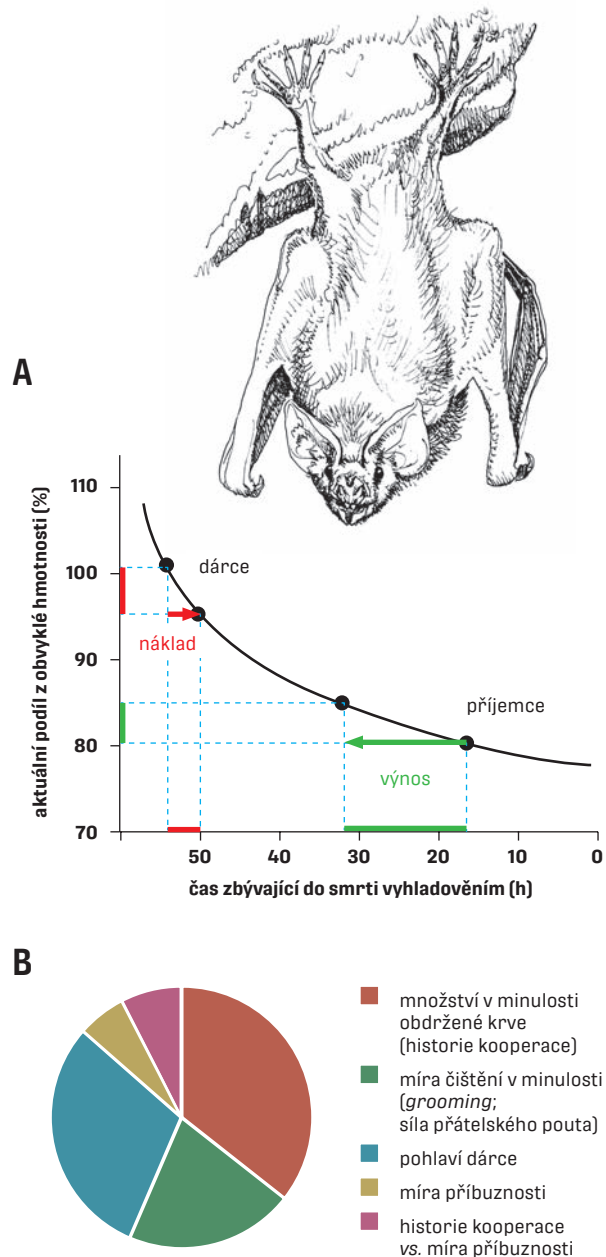 A
aktuální podíl z obvyklé hmotnosti (%)
110
100
90
80
70
dárce
náklad
příjemce
výnos
50
40
30
20
10
0
čas zbývající do smrti vyhladověním (h)
B
množství v minulosti
obdržené krve
(historie kooperace)
míra čištění v minulosti
(grooming;
síla přátelského pouta)
pohlaví dárce
míra příbuznosti
historie kooperace
vs. míra příbuznosti